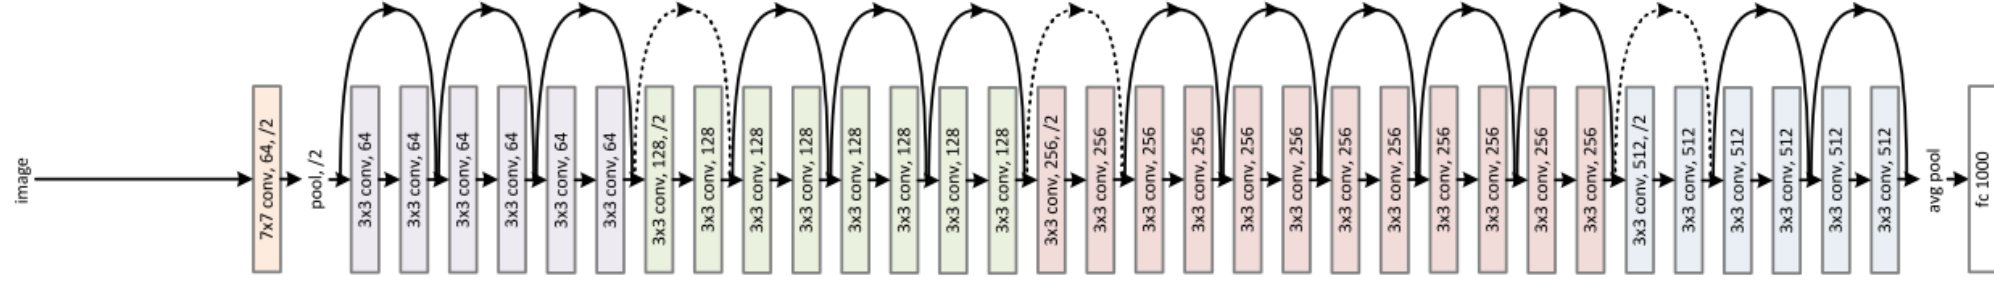 image
7x7 conv, 64, /2
pool, /2
3x3 conv, 64
3x3 conv, 64
3x3 conv, 64
3x3 conv, 64
3x3 conv, 64
3x3 conv, 64
3x3 conv, 128, /2
3x3 conv, 128
3x3 conv, 128
3x3 conv, 128
3x3 conv, 128
3x3 conv, 128
3x3 conv, 128
3x3 conv, 128
3x3 conv, 256, /2
3x3 conv, 256
3x3 conv, 256
3x3 conv, 256
3x3 conv, 256
3x3 conv, 256
3x3 conv, 256
3x3 conv, 256
3x3 conv, 256
3x3 conv, 256
3x3 conv, 256
3x3 conv, 256
3x3 conv, 512, /2
3x3 conv, 512
3x3 conv, 512
3x3 conv, 512
3x3 conv, 512
3x3 conv, 512
avg pool
fc 1000